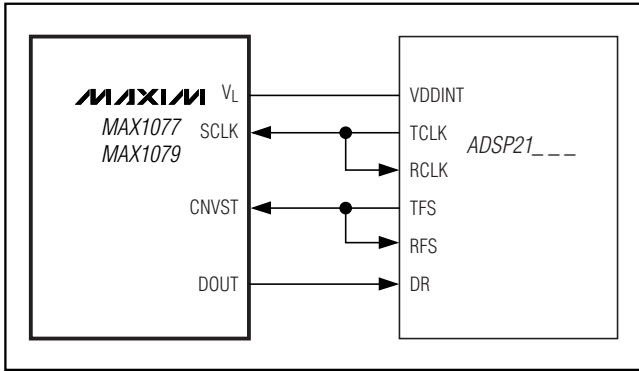 MAXIM
MAX1077
MAX1079
VL
SCLK
CNVST
DOUT
VDDINT
TCLK
RCLK
TFS
RFS
DR
ADSP21_ _ _